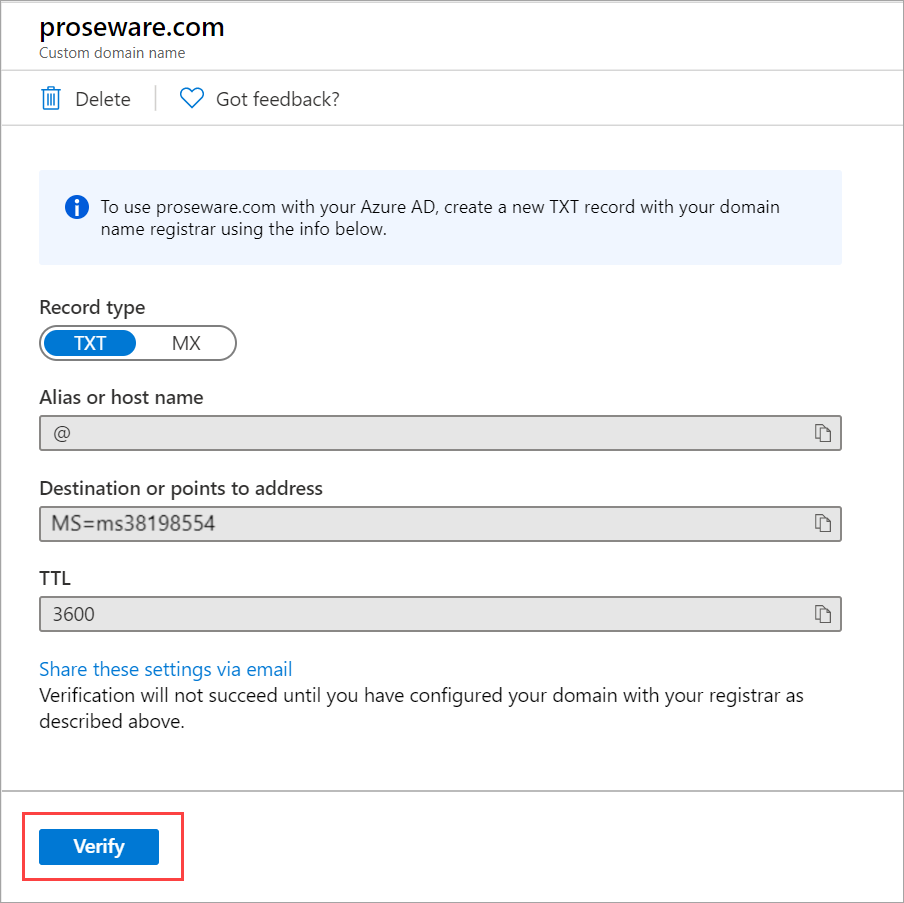 proseware.com
Custom domain name
Delete
Got feedback?
To use proseware.com with your Azure AD, create a new TXT record with your domain
name registrar using the info below.
Record type
TXT MX
Alias or host name
@
Destination or points to address
MS=ms38198554
TTL
3600
Share these settings via email
Verification will not succeed until you have configured your domain with your registrar as
described above.
Verify